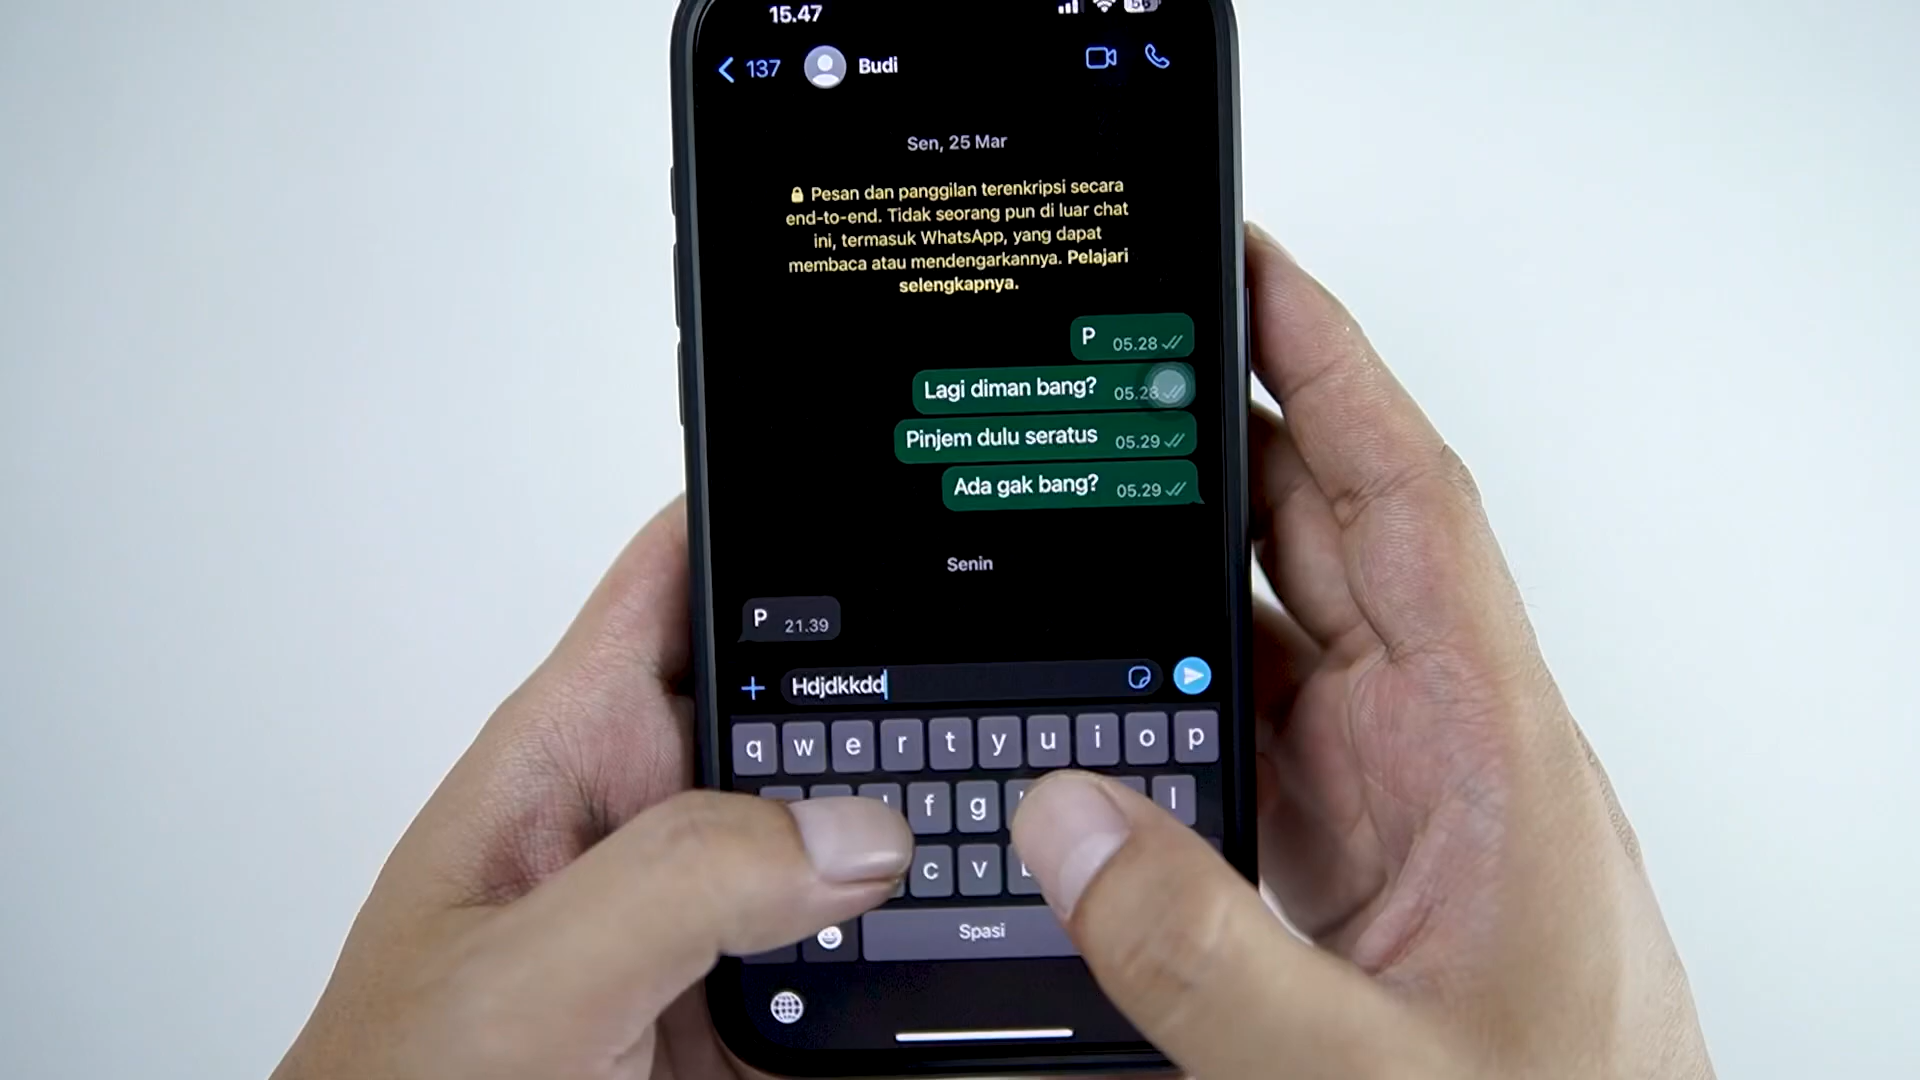 15.47
56
137
Budi
Sen, 25 Mar
Pesan dan panggilan terenkripsi secara
end-to-end. Tidak seorang pun di luar chat
ini, termasuk WhatsApp, yang dapat
membaca atau mendengarkannya. Pelajari
selengkapnya.
P 05.28
Lagi diman bang? 05.28
Pinjem dulu seratus 05.29
Ada gak bang? 05.29
Senin
P 21.39
Hdjdkkdd
q w e r t y u i o p
f g l
c v
Spasi